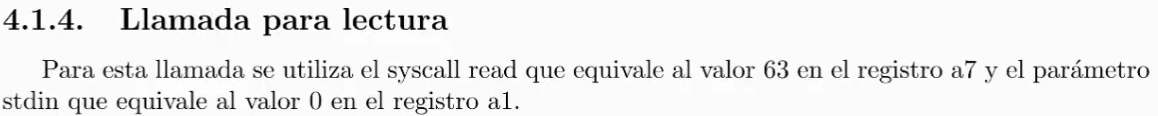 4.1.4. Llamada para lectura
Para esta llamada se utiliza el syscall read que equivale al valor 63 en el registro a7 y el parámetro
stdin que equivale al valor 0 en el registro a1.